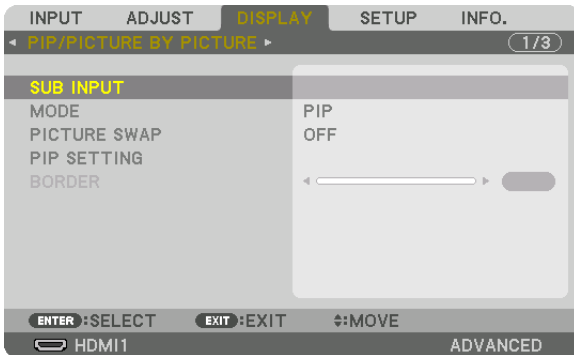 INPUT ADJUST DISPLAY SETUP INFO.
PIP/PICTURE BY PICTURE 1/3
SUB INPUT
MODE PIP
PICTURE SWAP OFF
PIP SETTING
BORDER
ENTER :SELECT EXIT :EXIT :MOVE
HDMI1 ADVANCED